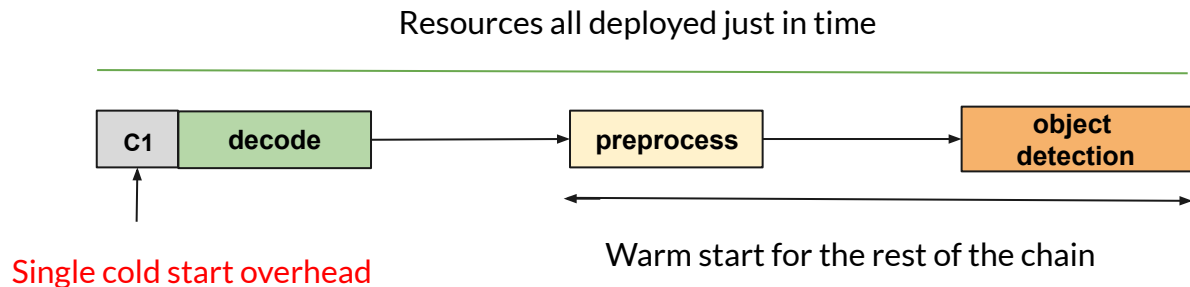 Resources all deployed just in time
C1
decode
preprocess
object
detection
Single cold start overhead
Warm start for the rest of the chain